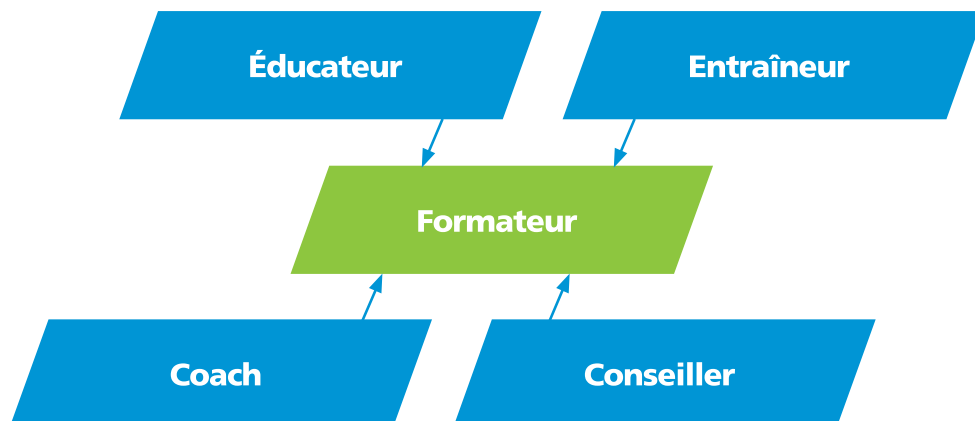 Éducateur
Entraîneur
Formateur
Coach
Conseiller